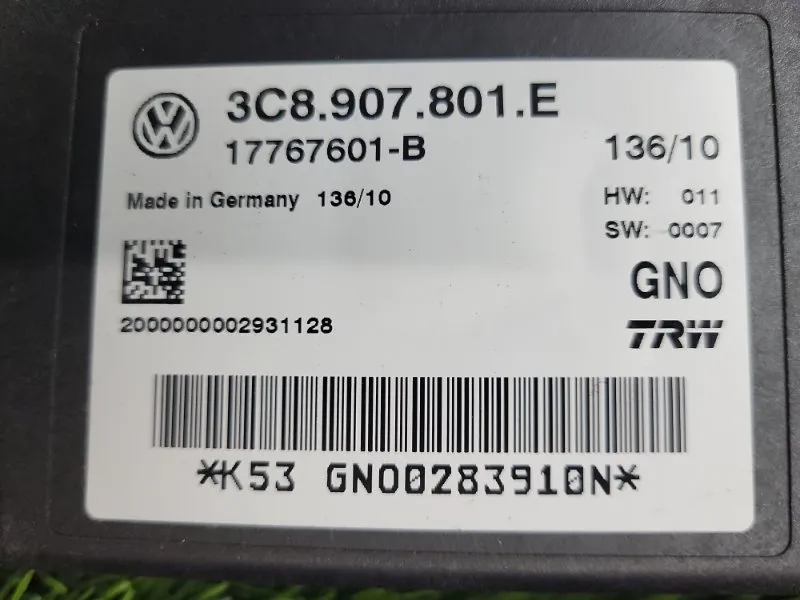 3C8.907.801.E
17767601-B 136/10
Made in Germany 136/10
HW: 011
SW: 0007
GNO
2000000002931128
TRW
*K53 GNO0283910N*